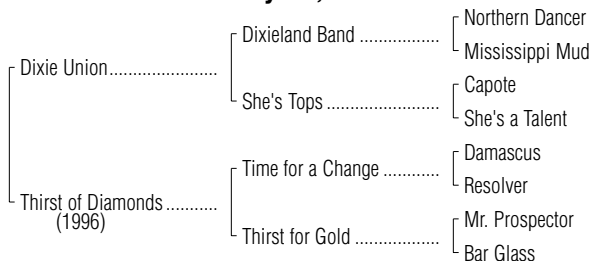 Northern Dancer
Dixieland Band ..................
Mississippi Mud
Dixie Union........................
Capote
She's Tops .........................
She's a Talent
Damascus
Time for a Change ............
Resolver
Thirst of Diamonds ...........
(1996)
Mr. Prospector
Thirst for Gold ...................
Bar Glass